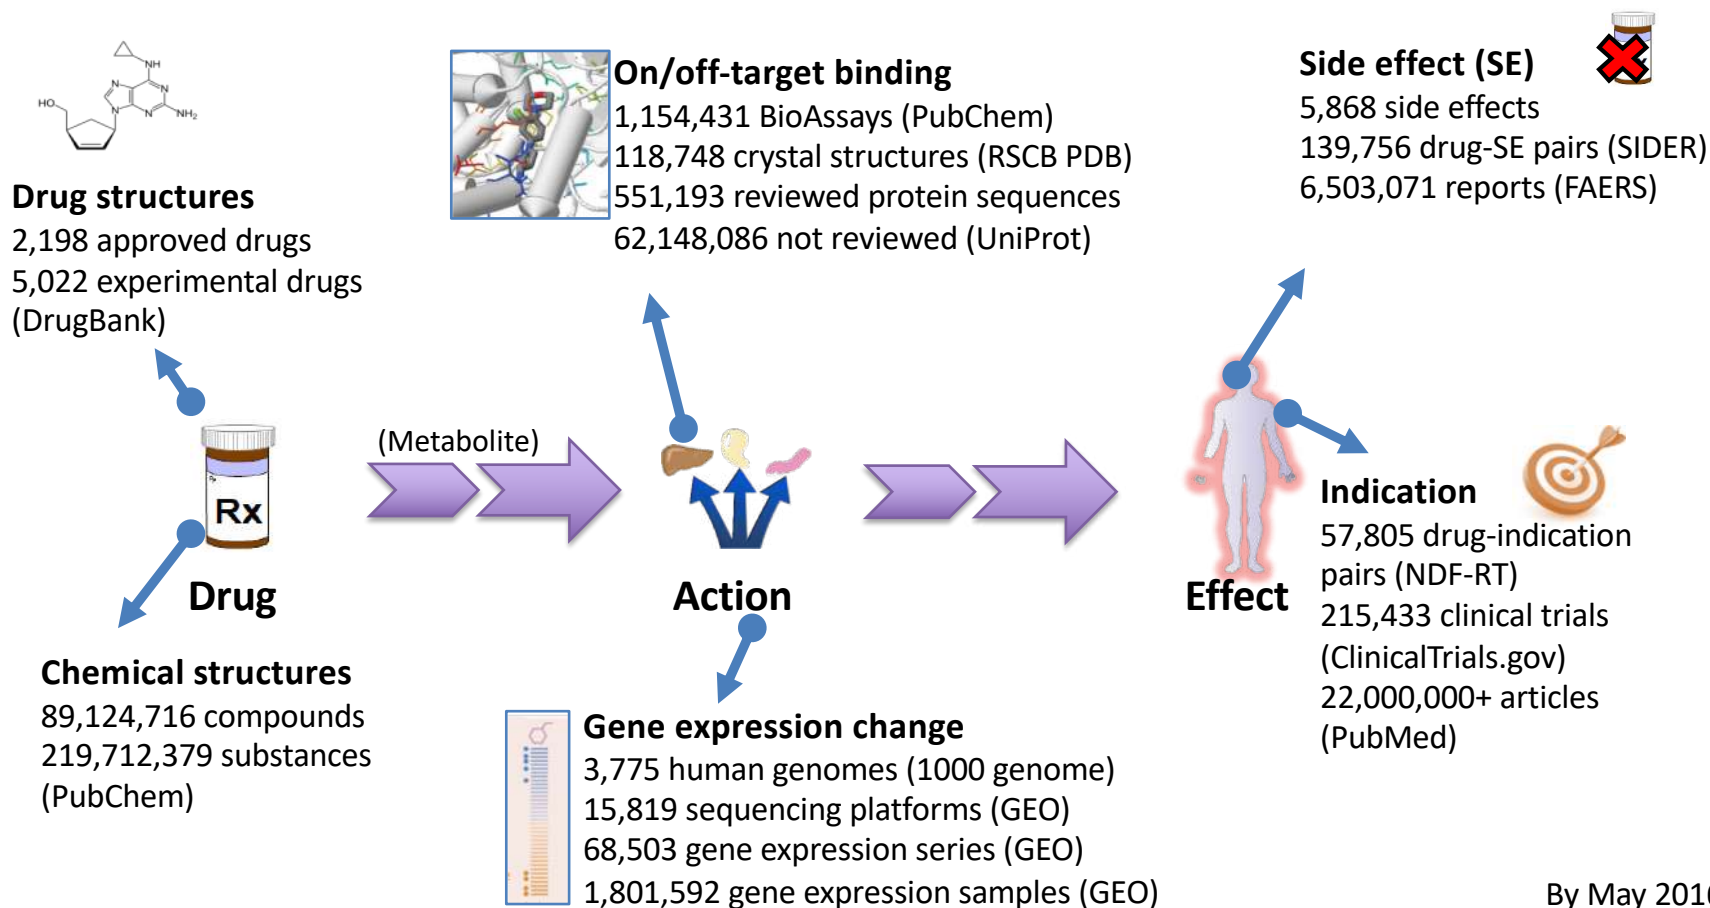 HO
N
N
N
N
NH
NH₂
Drug structures
2,198 approved drugs
5,022 experimental drugs
(DrugBank)
On/off-target binding
1,154,431 BioAssays (PubChem)
118,748 crystal structures (RSCB PDB)
551,193 reviewed protein sequences
62,148,086 not reviewed (UniProt)
Side effect (SE)
5,868 side effects
139,756 drug-SE pairs (SIDER)
6,503,071 reports (FAERS)
(Metabolite)
Rx
Drug
Action
Effect
Indication
57,805 drug-indication
pairs (NDF-RT)
215,433 clinical trials
(ClinicalTrials.gov)
22,000,000+ articles
(PubMed)
Chemical structures
89,124,716 compounds
219,712,379 substances
(PubChem)
Gene expression change
3,775 human genomes (1000 genome)
15,819 sequencing platforms (GEO)
68,503 gene expression series (GEO)
1,801,592 gene expression samples (GEO)
By May 2016